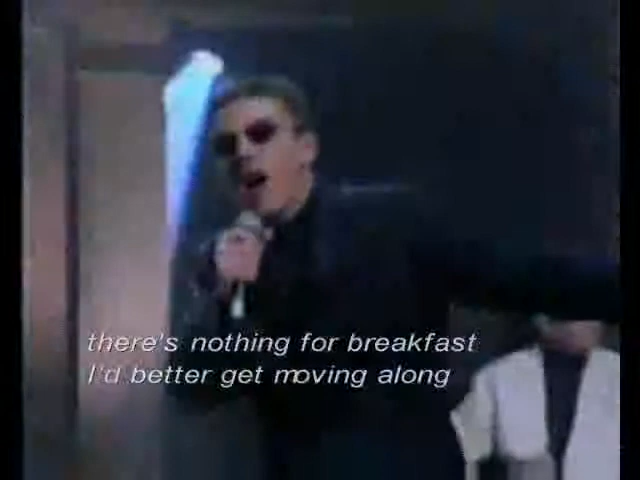 there's nothing for breakfast
I'd better get moving along